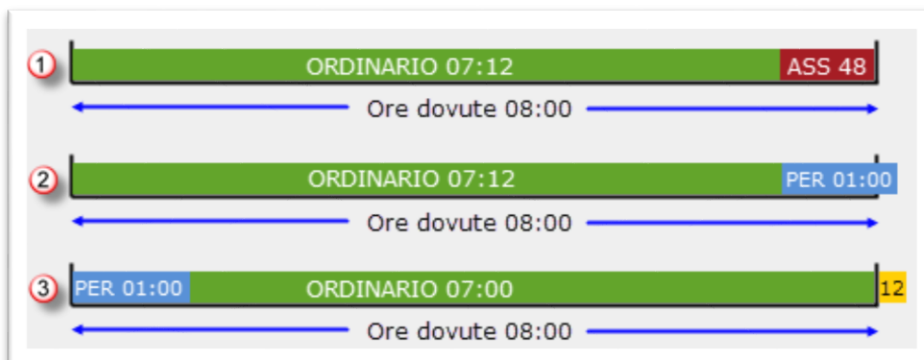 1 ORDINARIO 07:12 ASS 48
Ore dovute 08:00
2 ORDINARIO 07:12 PER 01:00
Ore dovute 08:00
3 PER 01:00 ORDINARIO 07:00 12
Ore dovute 08:00